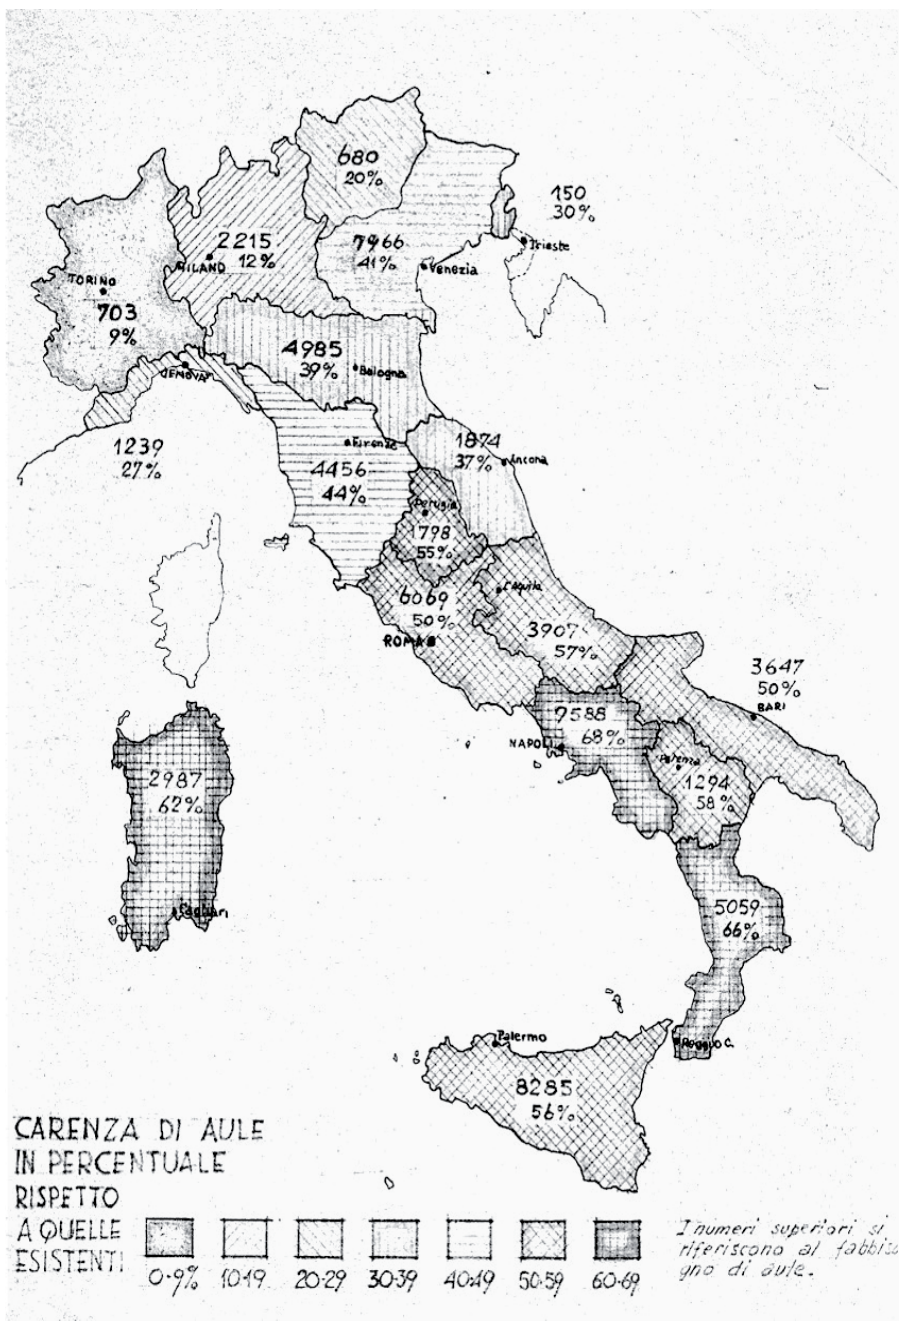 680
20%
150
30%
2215
12%
MILANO
7966
41%
Venezia
Trieste
TORINO
703
9%
4985
39%
Bologna
GENOVA
1239
27%
Firenze
4456
44%
1874
37%
Ancona
Perugia
1798
55%
L'Aquila
6069
50%
ROMA
3907
57%
3647
50%
BARI
7588
68%
NAPOLI
Potenza
1294
58%
2987
62%
Cagliari
5059
66%
Reggio C.
Palermo
8285
56%
CARENZA DI AULE
IN PERCENTUALE
RISPETTO
A QUELLE
ESISTENTI
0-9%
10-19
20-29
30-39
40-49
50-59
60-69
I numeri superiori si
riferiscono al fabbiso
gno di aule.